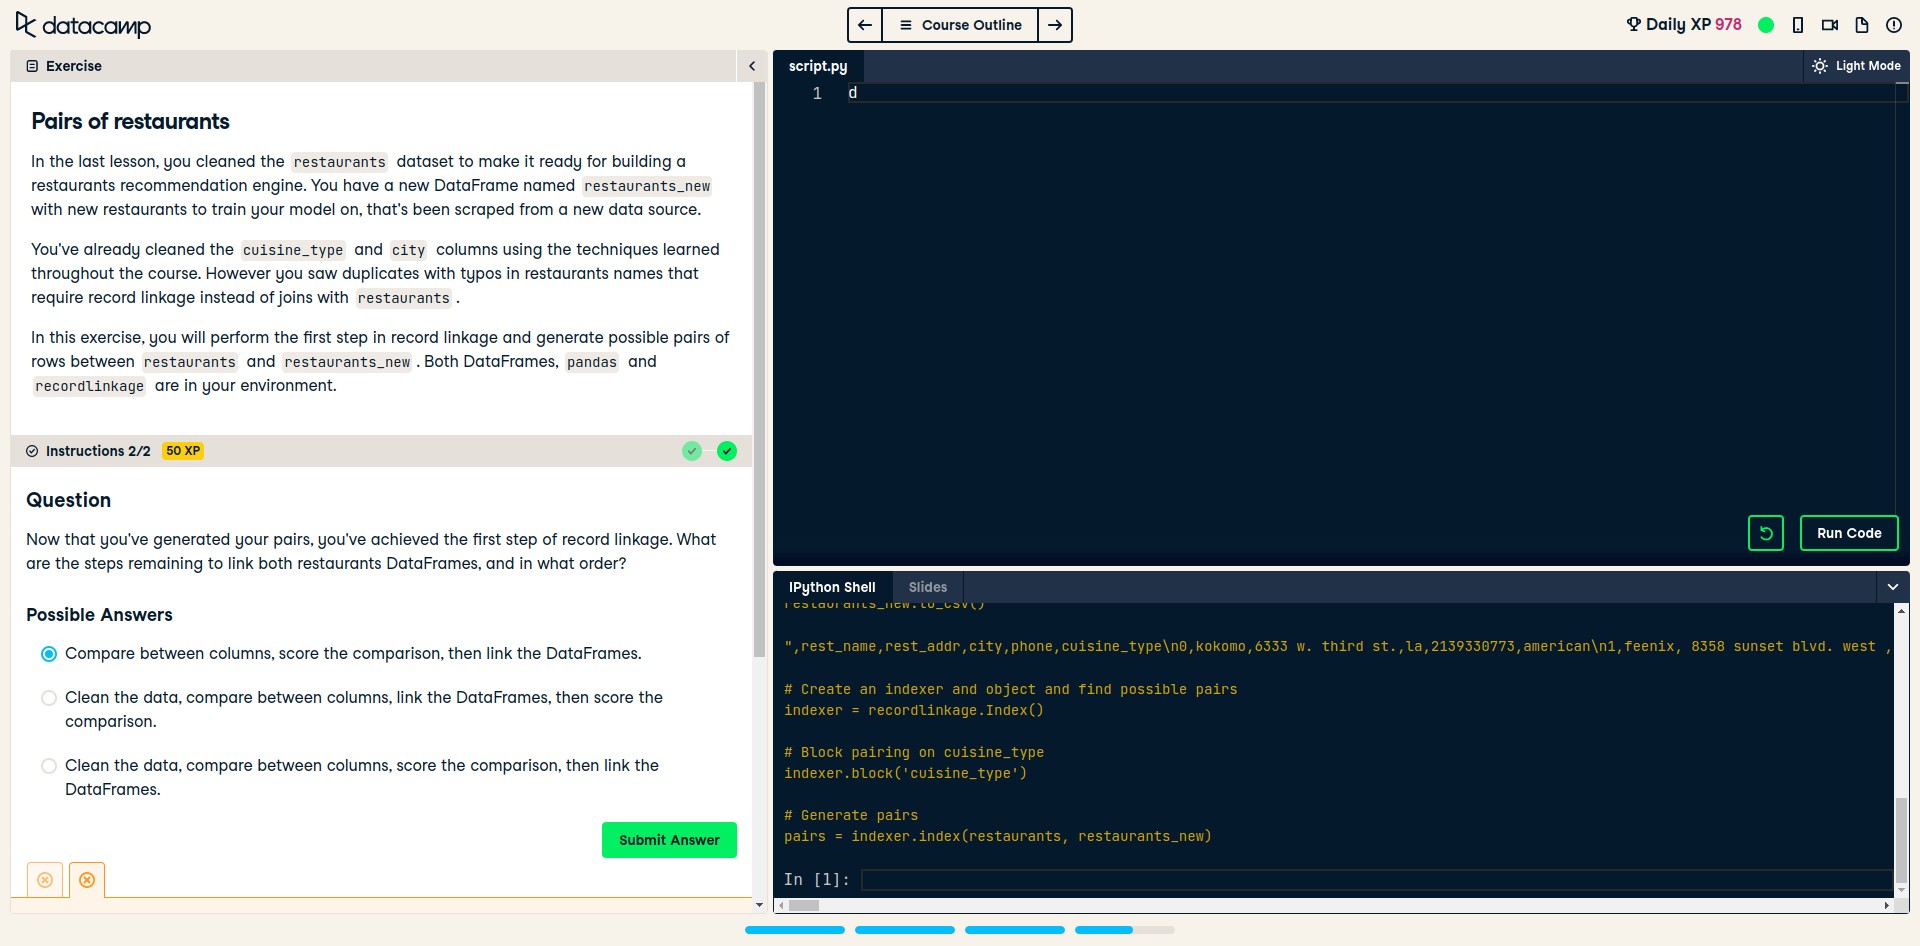 datacamp
Course Outline
Daily XP 978
Exercise
Pairs of restaurants
In the last lesson, you cleaned the restaurants dataset to make it ready for building a
restaurants recommendation engine. You have a new DataFrame named restaurants_new
with new restaurants to train your model on, that's been scraped from a new data source.
You've already cleaned the cuisine_type and city columns using the techniques learned
throughout the course. However you saw duplicates with typos in restaurants names that
require record linkage instead of joins with restaurants .
In this exercise, you will perform the first step in record linkage and generate possible pairs of
rows between restaurants and restaurants_new . Both DataFrames, pandas and
recordlinkage are in your environment.
Instructions 2/2 50 XP
Question
Now that you've generated your pairs, you've achieved the first step of record linkage. What
are the steps remaining to link both restaurants DataFrames, and in what order?
Possible Answers
Compare between columns, score the comparison, then link the DataFrames.
Clean the data, compare between columns, link the DataFrames, then score the
comparison.
Clean the data, compare between columns, score the comparison, then link the
DataFrames.
Submit Answer
script.py
Light Mode
1 d
Run Code
IPython Shell
Slides
restaurants_new.to_csv()
",rest_name,rest_addr,city,phone,cuisine_type\n0,kokomo,6333 w. third st.,la,2139330773,american\n1,feenix, 8358 sunset blvd. west ,
# Create an indexer and object and find possible pairs
indexer = recordlinkage.Index()
# Block pairing on cuisine_type
indexer.block('cuisine_type')
# Generate pairs
pairs = indexer.index(restaurants, restaurants_new)
In [1]: